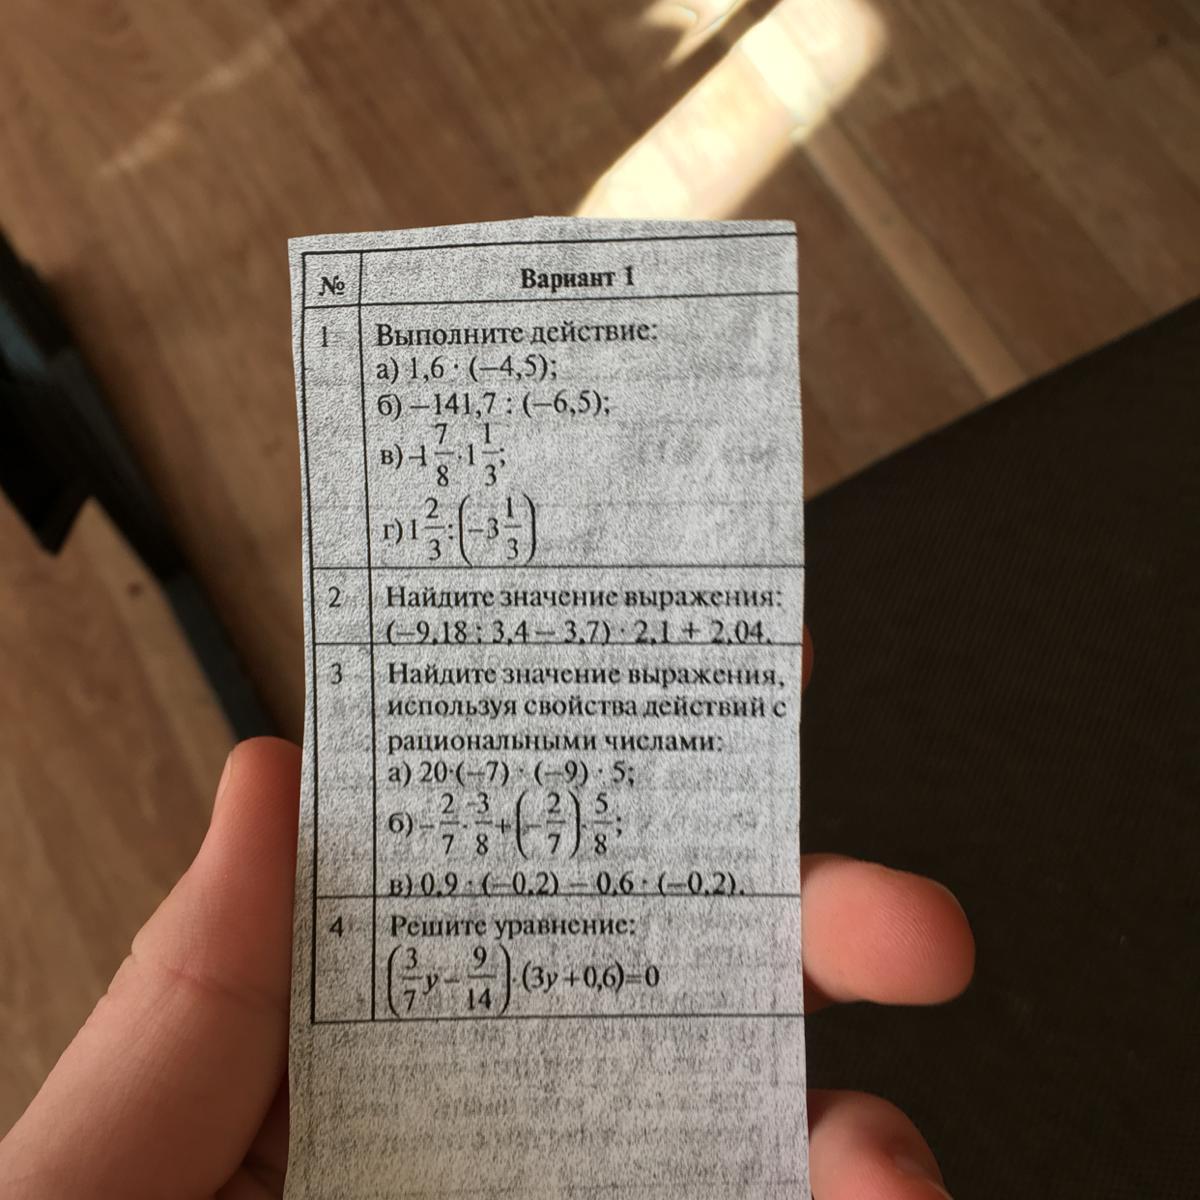 № Вариант 1
1 Выполните действие:
а) 1,6 · (−4,5);
б) −141,7 : (−6,5);
в) −1 7/8 · 1 1/3;
г) 1 2/3 : (−3 1/3)
2 Найдите значение выражения:
(−9,18 : 3,4 − 3,7) · 2,1 + 2,04.
3 Найдите значение выражения,
используя свойства действий с
рациональными числами:
а) 20·(−7) · (−9) · 5;
б) −2/7 · 3/8 + (−2/7) · 5/8;
в) 0,9 · (−0,2) − 0,6 · (−0,2).
4 Решите уравнение:
(3/7 y − 9/14) · (3y + 0,6) = 0